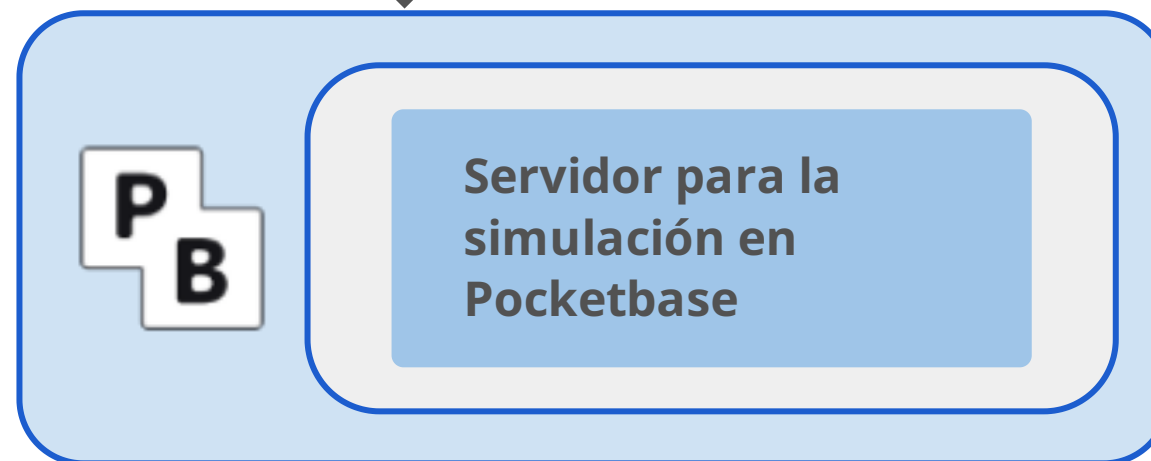 P
B
Servidor para la
simulación en
Pocketbase